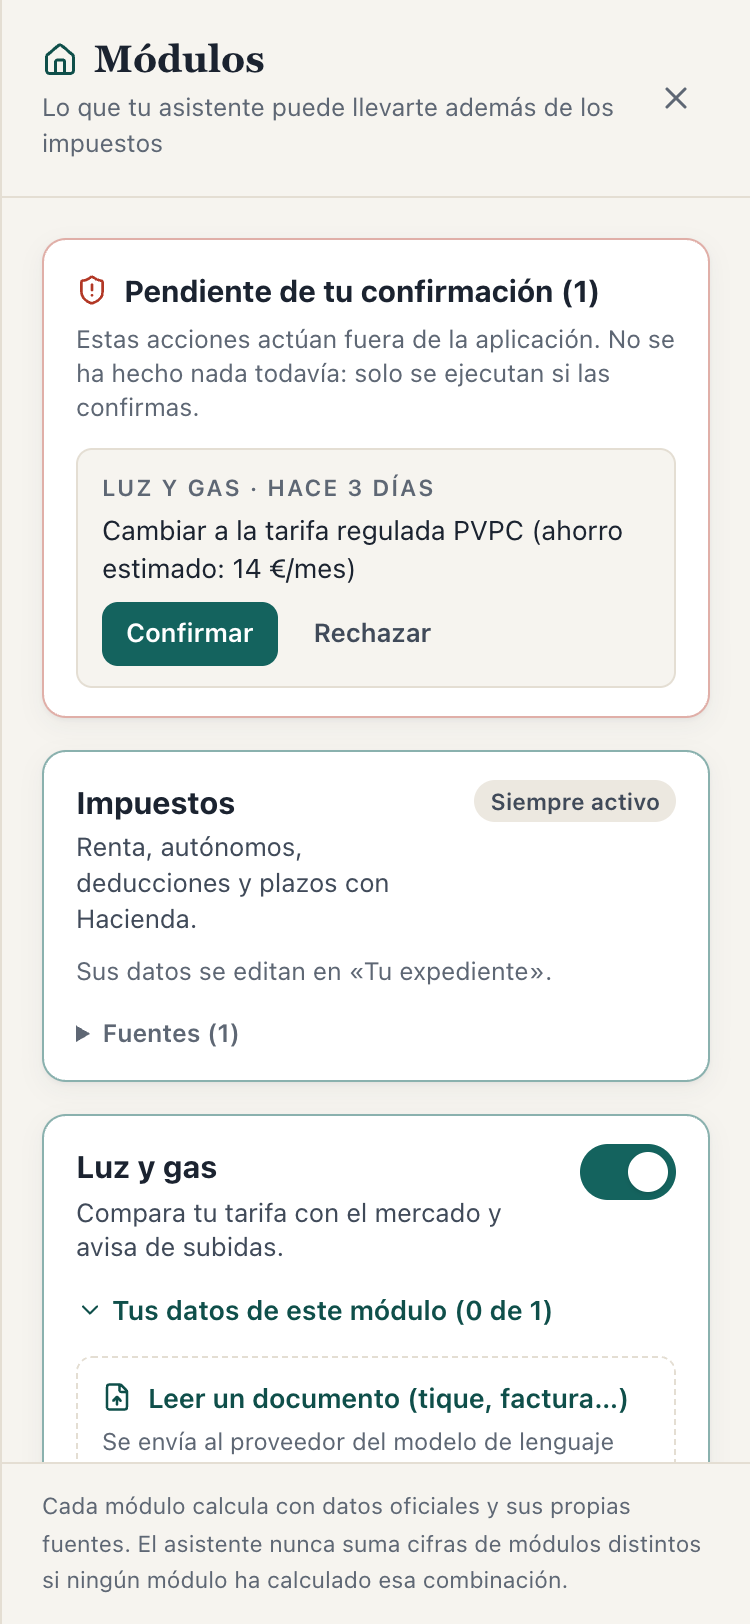 Módulos
Lo que tu asistente puede llevarte además de los
impuestos
Pendiente de tu confirmación (1)
Estas acciones actúan fuera de la aplicación. No se
ha hecho nada todavía: solo se ejecutan si las
confirmas.
LUZ Y GAS · HACE 3 DÍAS
Cambiar a la tarifa regulada PVPC (ahorro
estimado: 14 €/mes)
Confirmar
Rechazar
Impuestos
Siempre activo
Renta, autónomos,
deducciones y plazos con
Hacienda.
Sus datos se editan en «Tu expediente».
Fuentes (1)
Luz y gas
Compara tu tarifa con el mercado y
avisa de subidas.
Tus datos de este módulo (0 de 1)
Leer un documento (tique, factura...)
Se envía al proveedor del modelo de lenguaje
Cada módulo calcula con datos oficiales y sus propias
fuentes. El asistente nunca suma cifras de módulos distintos
si ningún módulo ha calculado esa combinación.